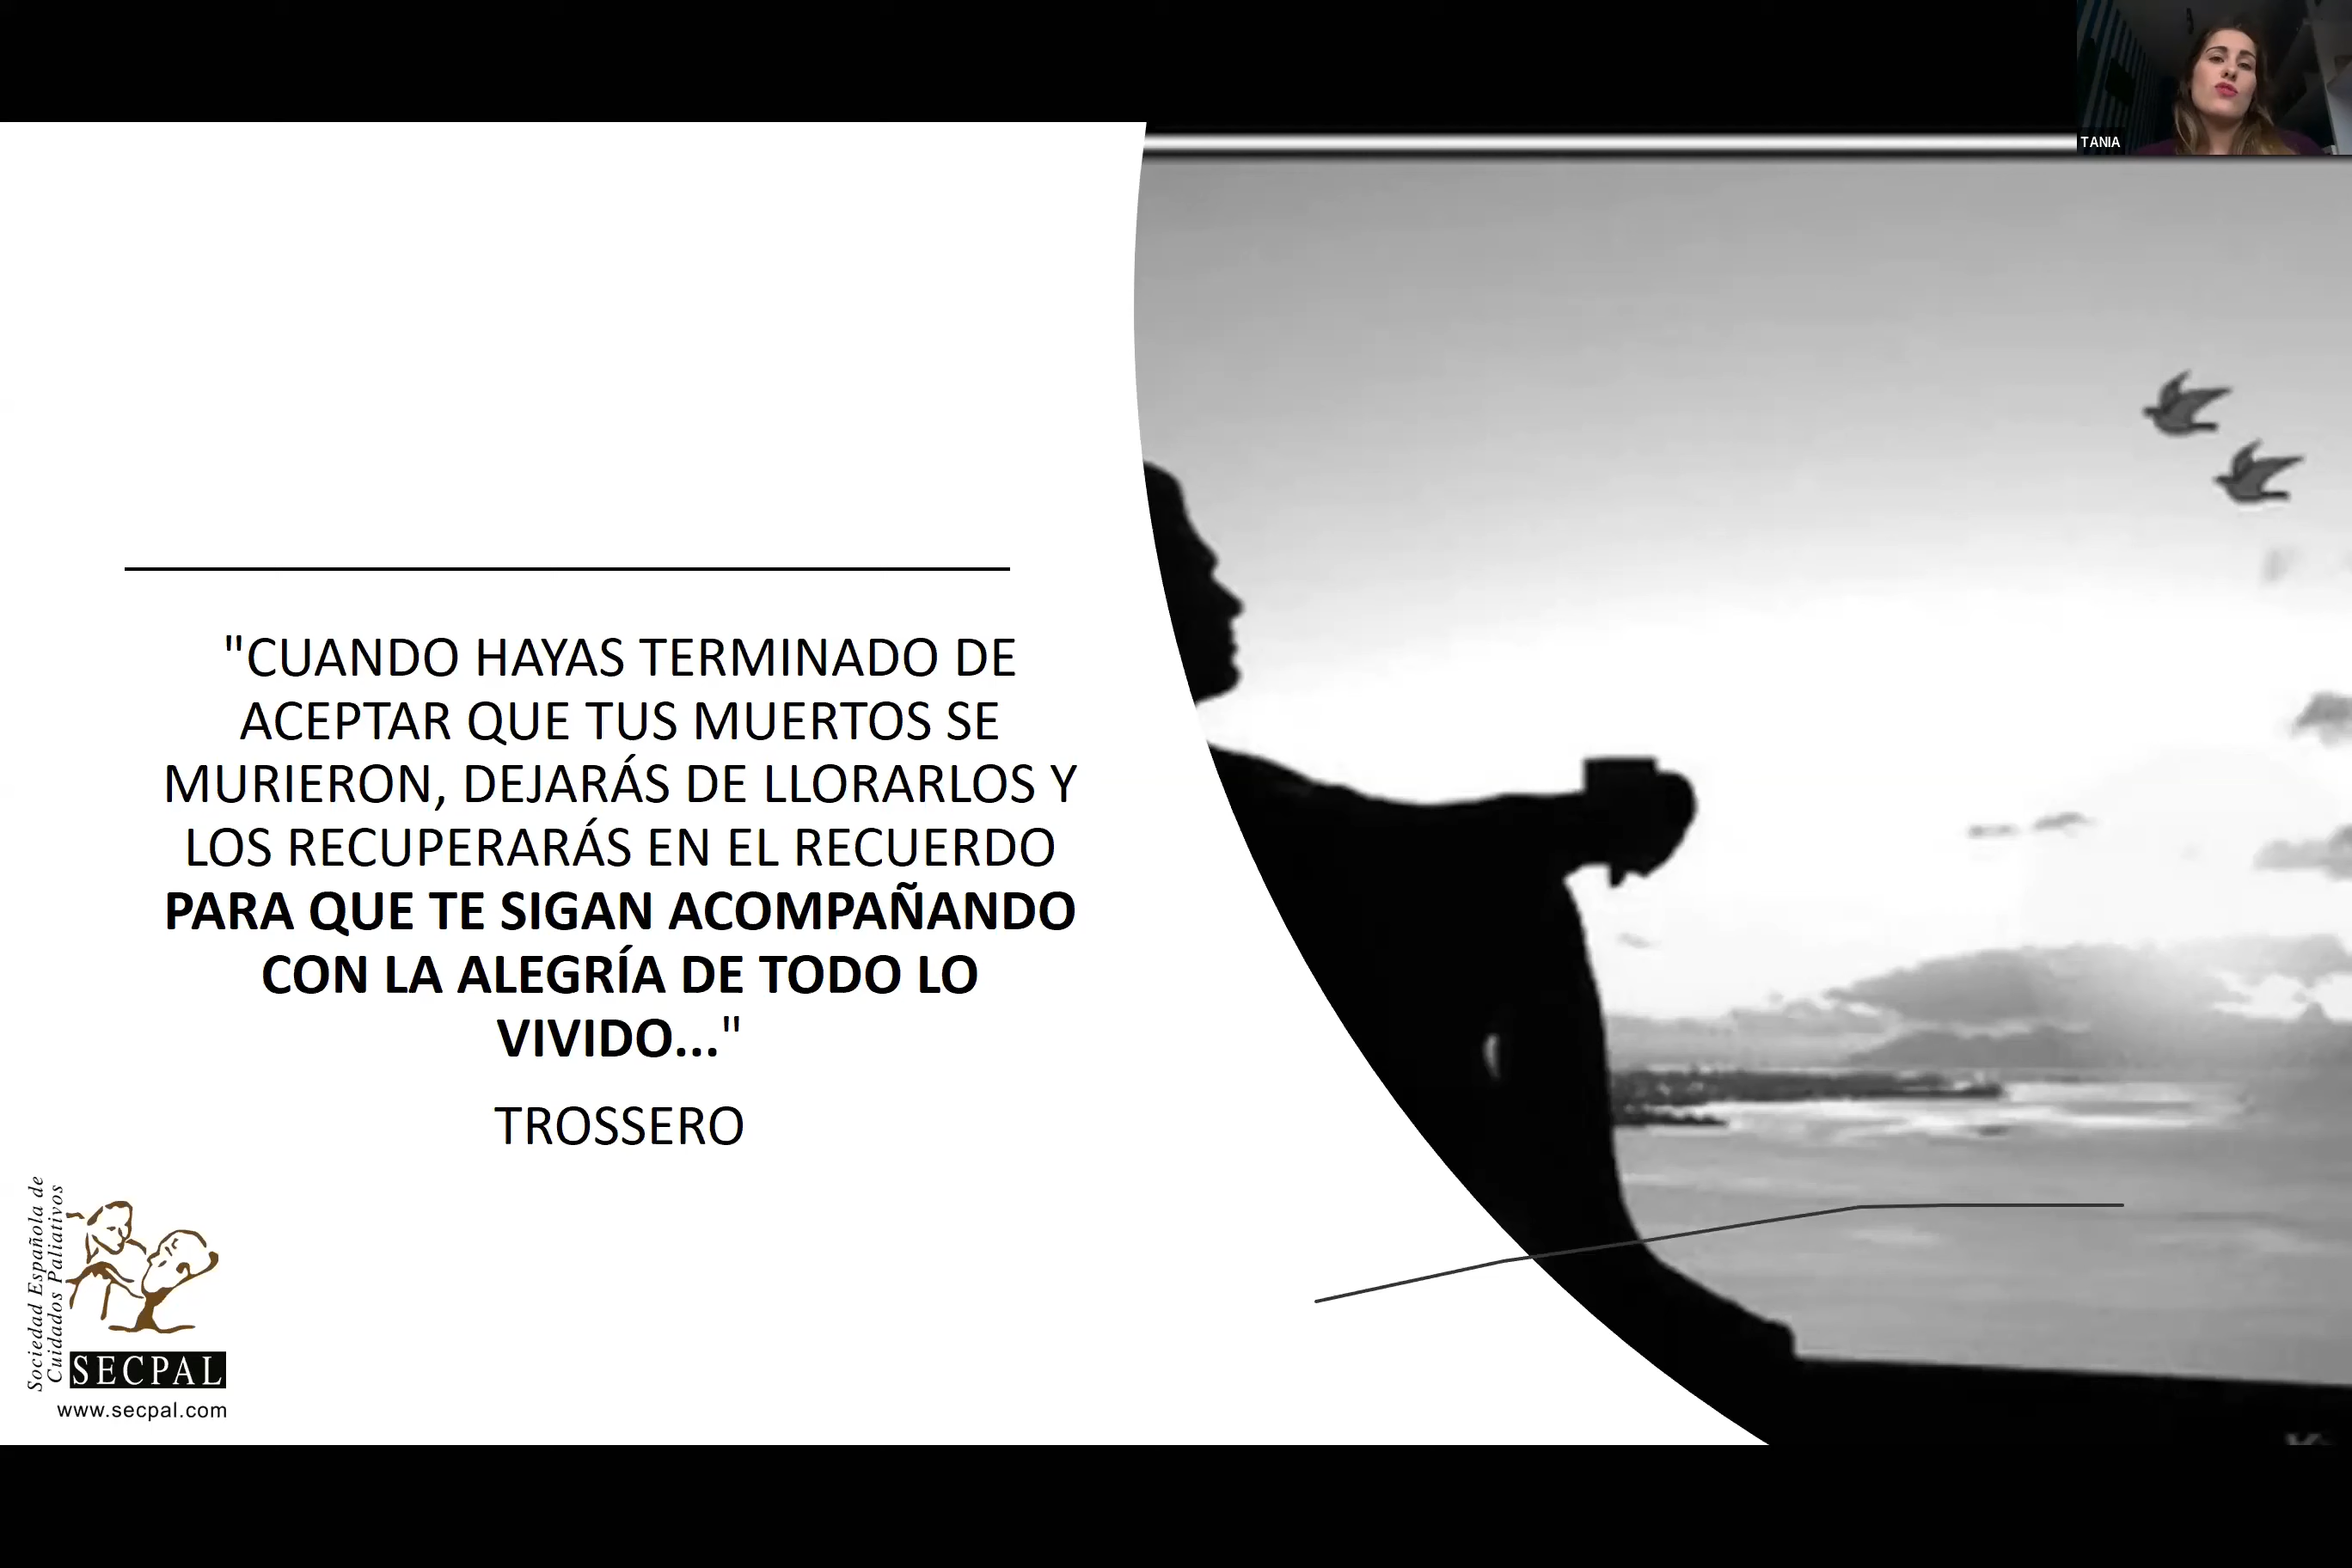 TANIA
"CUANDO HAYAS TERMINADO DE
ACEPTAR QUE TUS MUERTOS SE
MURIERON, DEJARÁS DE LLORARLOS Y
LOS RECUPERARÁS EN EL RECUERDO
PARA QUE TE SIGAN ACOMPAÑANDO
CON LA ALEGRÍA DE TODO LO
VIVIDO..."
TROSSERO
Sociedad Española de
Cuidados Paliativos
SECPAL
www.secpal.com